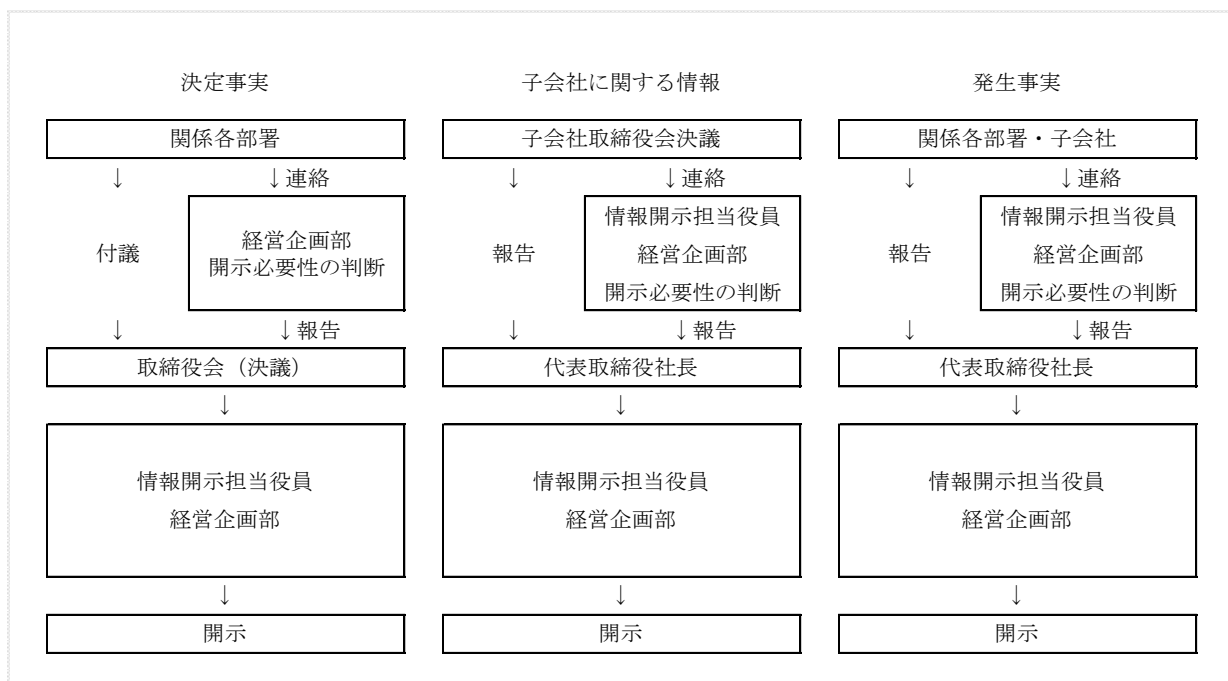 決定事実
関係各部署
↓
↓連絡
付議
経営企画部
開示必要性の判断
↓
↓報告
取締役会(決議)
↓
情報開示担当役員
経営企画部
↓
開示
子会社に関する情報
子会社取締役会決議
↓
↓連絡
報告
情報開示担当役員
経営企画部
開示必要性の判断
↓
↓報告
代表取締役社長
↓
情報開示担当役員
経営企画部
↓
開示
発生事実
関係各部署・子会社
↓
↓連絡
報告
情報開示担当役員
経営企画部
開示必要性の判断
↓
↓報告
代表取締役社長
↓
情報開示担当役員
経営企画部
↓
開示